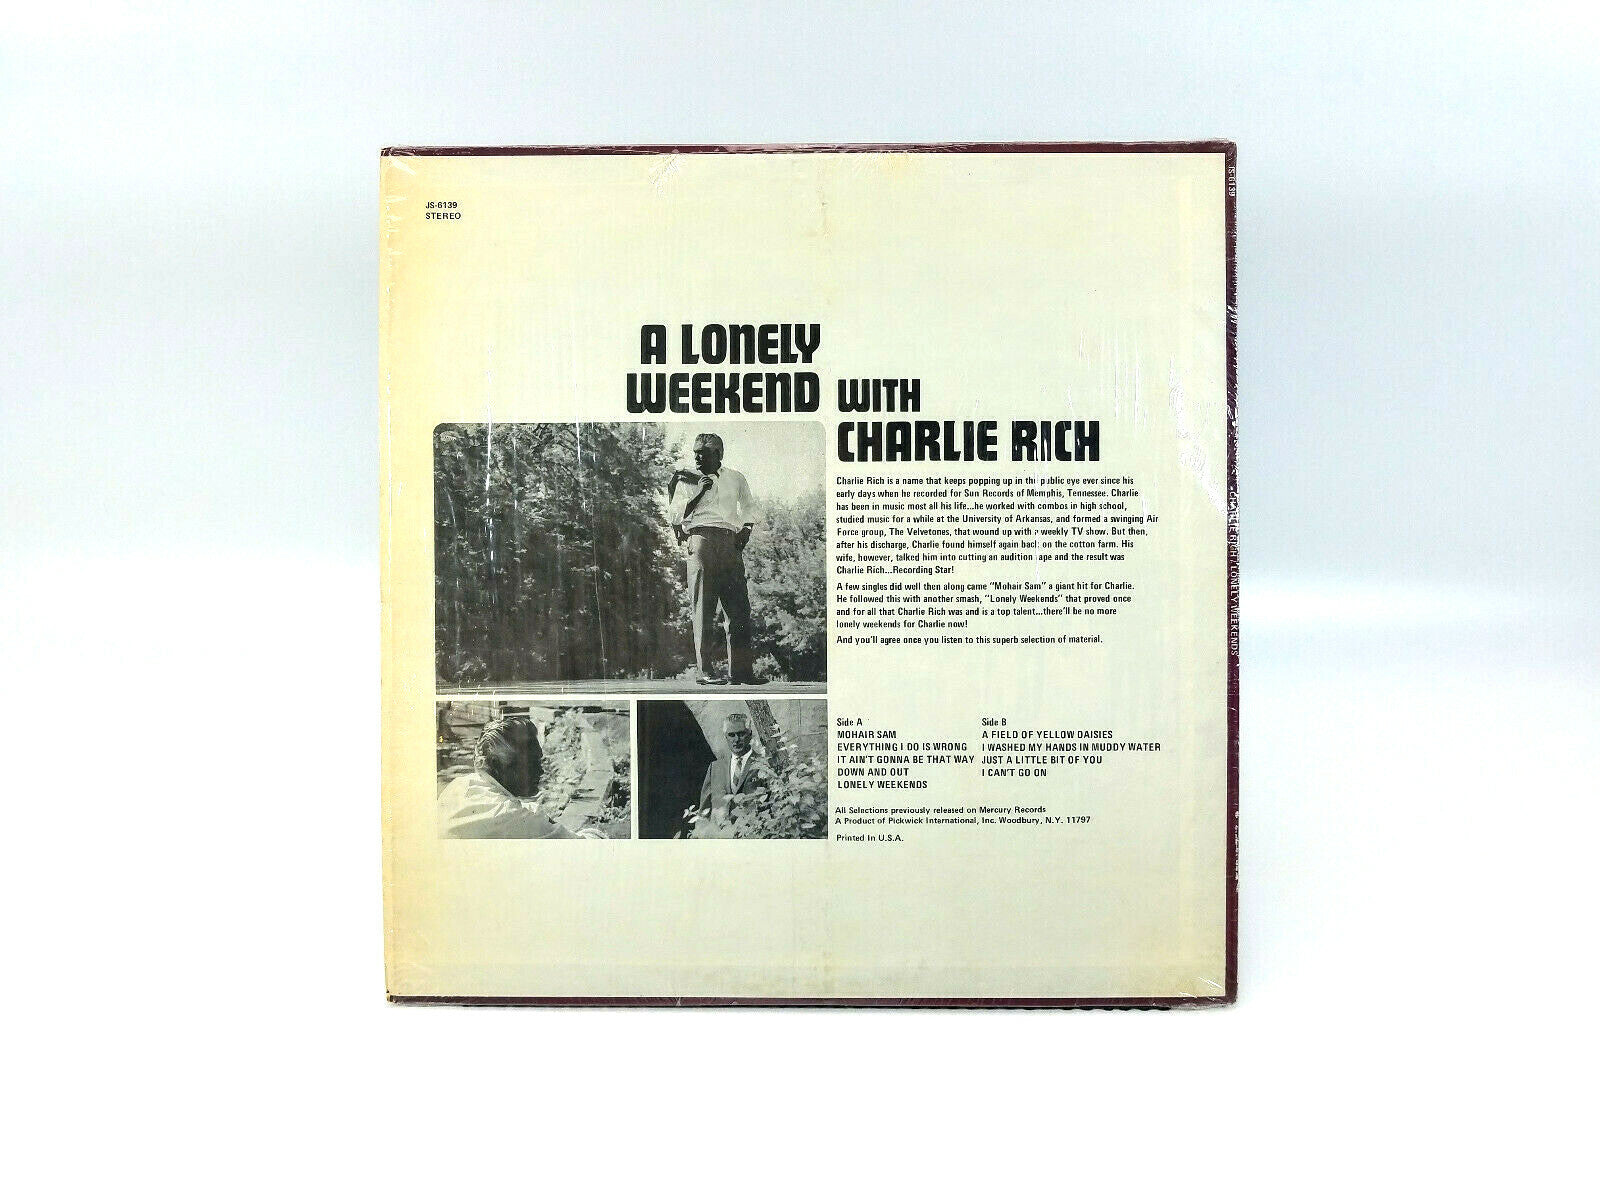 JS-6139
STEREO
A LONELY
WEEKEND
WITH
CHARLIE RICH
Charlie Rich is a name that keeps popping up in the public eye ever since his
early days when he recorded for Sun Records of Memphis, Tennessee. Charlie
has been in music most all his life...he worked with combos in high school,
studied music for a while at the University of Arkansas, and formed a swinging Air
Force group, The Velvetones, that wound up with a weekly TV show. But then,
after his discharge, Charlie found himself again back on the cotton farm. His
wife, however, talked him into cutting an audition tape and the result was
Charlie Rich...Recording Star!
A few singles did well then along came "Mohair Sam" a giant hit for Charlie.
He followed this with another smash, "Lonely Weekends" that proved once
and for all that Charlie Rich was and is a top talent...there'll be no more
lonely weekends for Charlie now!
And you'll agree once you listen to this superb selection of material.
Side A
MOHAIR SAM
EVERYTHING I DO IS WRONG
IT AIN'T GONNA BE THAT WAY
DOWN AND OUT
LONELY WEEKENDS
Side B
A FIELD OF YELLOW DAISIES
I WASHED MY HANDS IN MUDDY WATER
JUST A LITTLE BIT OF YOU
I CAN'T GO ON
All Selections previously released on Mercury Records
A Product of Pickwick International, Inc. Woodbury, N.Y. 11797
Printed In U.S.A.
JS-6139
CHARLIE RICH / LONELY WEEKENDS